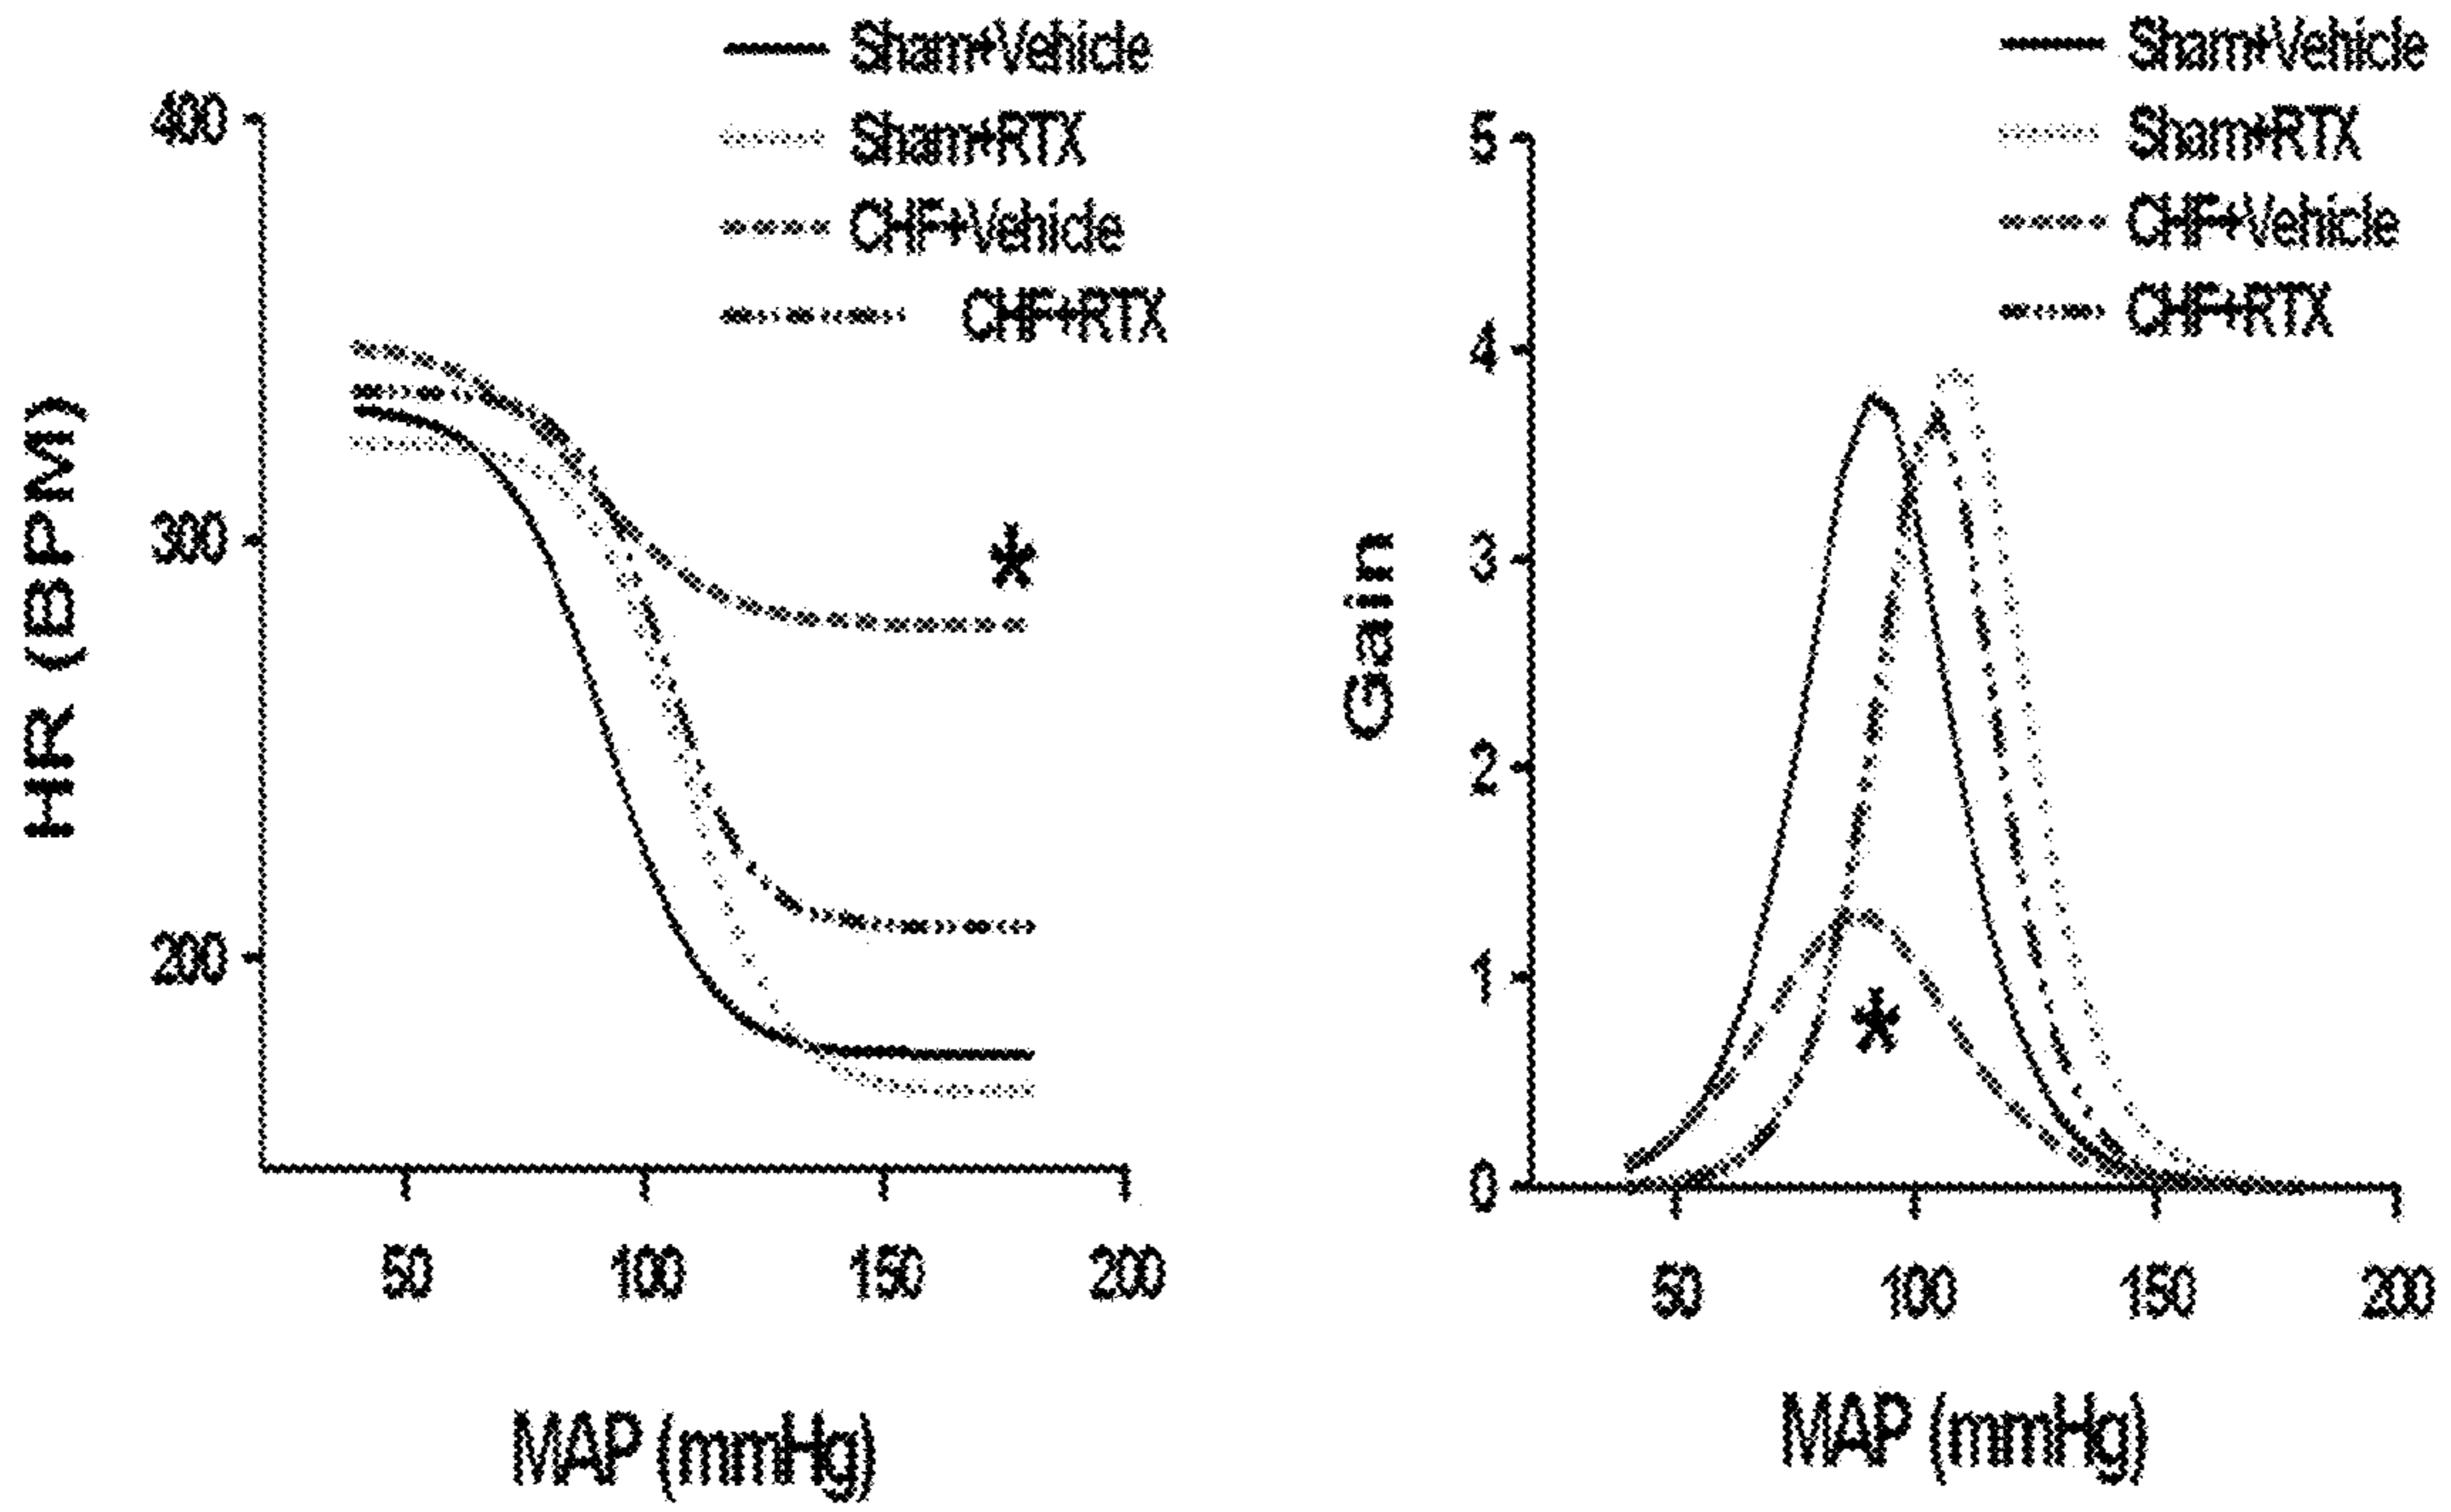 Sham+Vehicle
Sham+RTX
CHF+Vehicle
CHF+RTX
400
300
200
HR (BPM)
50 100 150 200
MAP (mmHg)
*
Sham+Vehicle
Sham+RTX
CHF+Vehicle
CHF+RTX
5
4
3
2
1
0
Gain
*
50 100 150 200
MAP (mmHg)